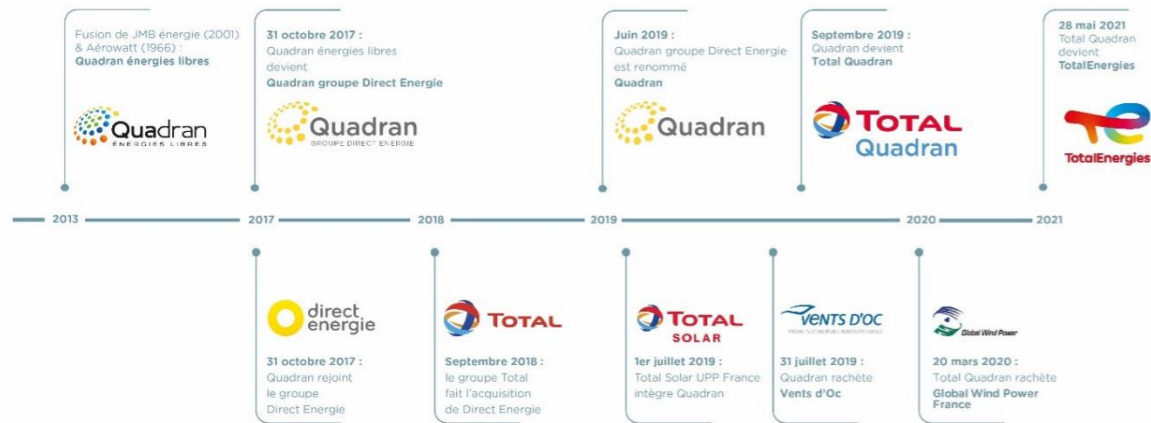 Fusion de JMB énergie (2001)
& Aérowatt (1966) :
Quadran énergies libres
Quadran
ÉNERGIES LIBRES
31 octobre 2017 :
Quadran énergies libres
devient
Quadran groupe Direct Energie
Quadran
GROUPE DIRECT ENERGIE
Juin 2019 :
Quadran groupe Direct Energie
est renommé
Quadran
Quadran
Septembre 2019 :
Quadran devient
Total Quadran
TOTAL
Quadran
28 mai 2021
Total Quadran
devient
TotalEnergies
TotalEnergies
2013
2017
2018
2019
2020
2021
direct
energie
31 octobre 2017 :
Quadran rejoint
le groupe
Direct Energie
TOTAL
Septembre 2018 :
le groupe Total
fait l'acquisition
de Direct Energie
TOTAL
SOLAR
1er juillet 2019 :
Total Solar UPP France
intègre Quadran
VENTS D'OC
31 juillet 2019 :
Quadran rachète
Vents d'Oc
Global Wind Power
20 mars 2020 :
Total Quadran rachète
Global Wind Power
France